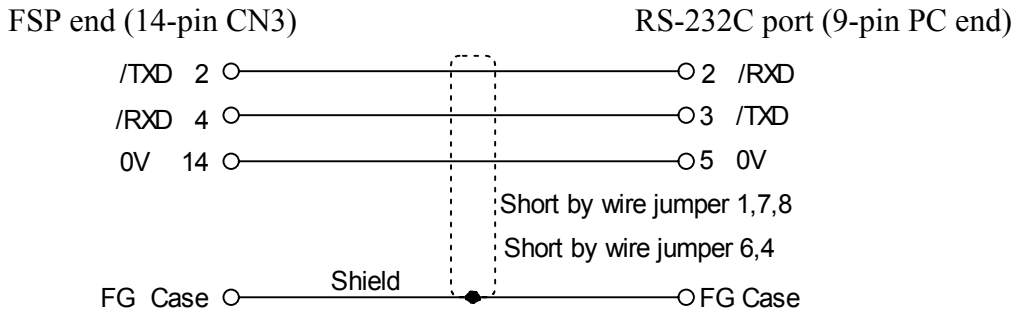 FSP end (14-pin CN3) RS-232C port (9-pin PC end)
/TXD 2 2 /RXD
/RXD 4 3 /TXD
0V 14 5 0V
Short by wire jumper 1,7,8
Short by wire jumper 6,4
Shield
FG Case FG Case